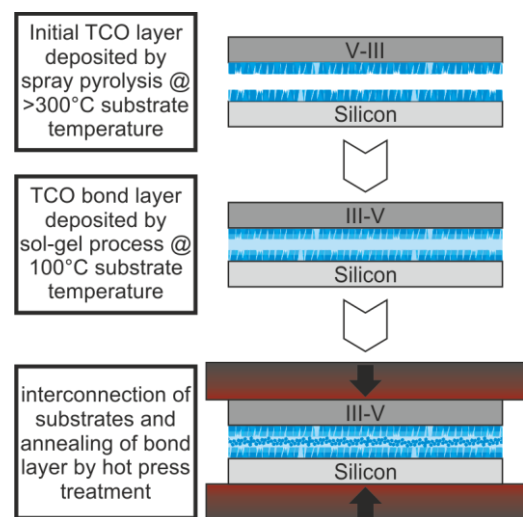 Initial TCO layer
deposited by
spray pyrolysis @
>300°C substrate
temperature
V-III
Silicon
TCO bond layer
deposited by
sol-gel process @
100°C substrate
temperature
III-V
Silicon
interconnection of
substrates and
annealing of bond
layer by hot press
treatment
III-V
Silicon